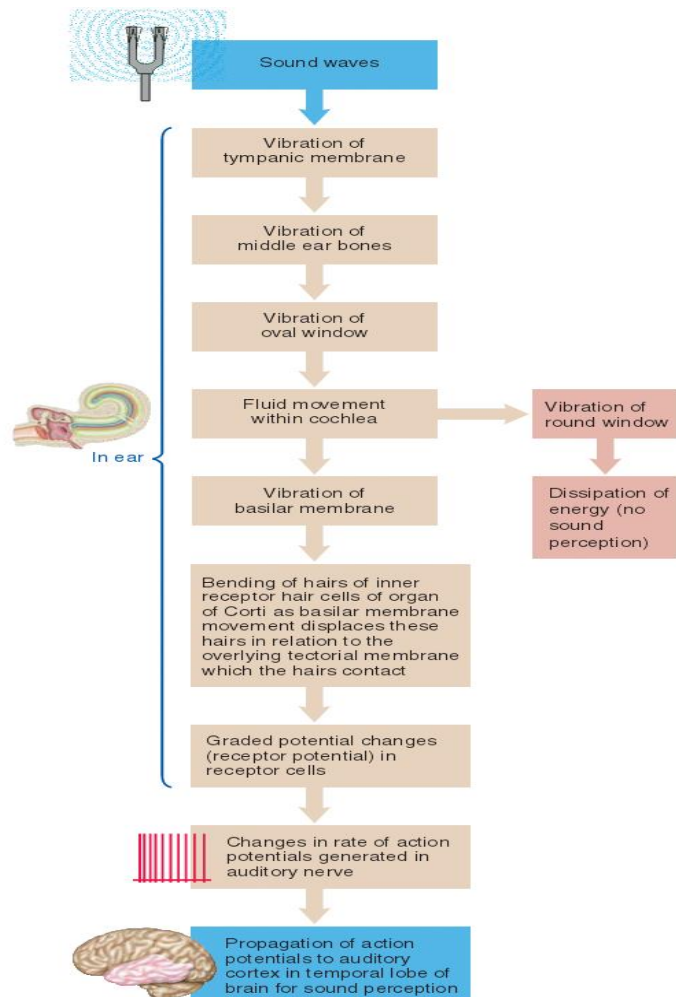 Sound waves
Vibration of
tympanic membrane
Vibration of
middle ear bones
Vibration of
oval window
Fluid movement
within cochlea
Vibration of
round window
In ear
Vibration of
basilar membrane
Dissipation of
energy (no
sound perception)
Bending of hairs of inner
receptor hair cells of organ
of Corti as basilar membrane
movement displaces these
hairs in relation to the
overlying tectorial membrane
which the hairs contact
Graded potential changes
(receptor potential) in
receptor cells
Changes in rate of action
potentials generated in
auditory nerve
Propagation of action
potentials to auditory
cortex in temporal lobe of
brain for sound perception